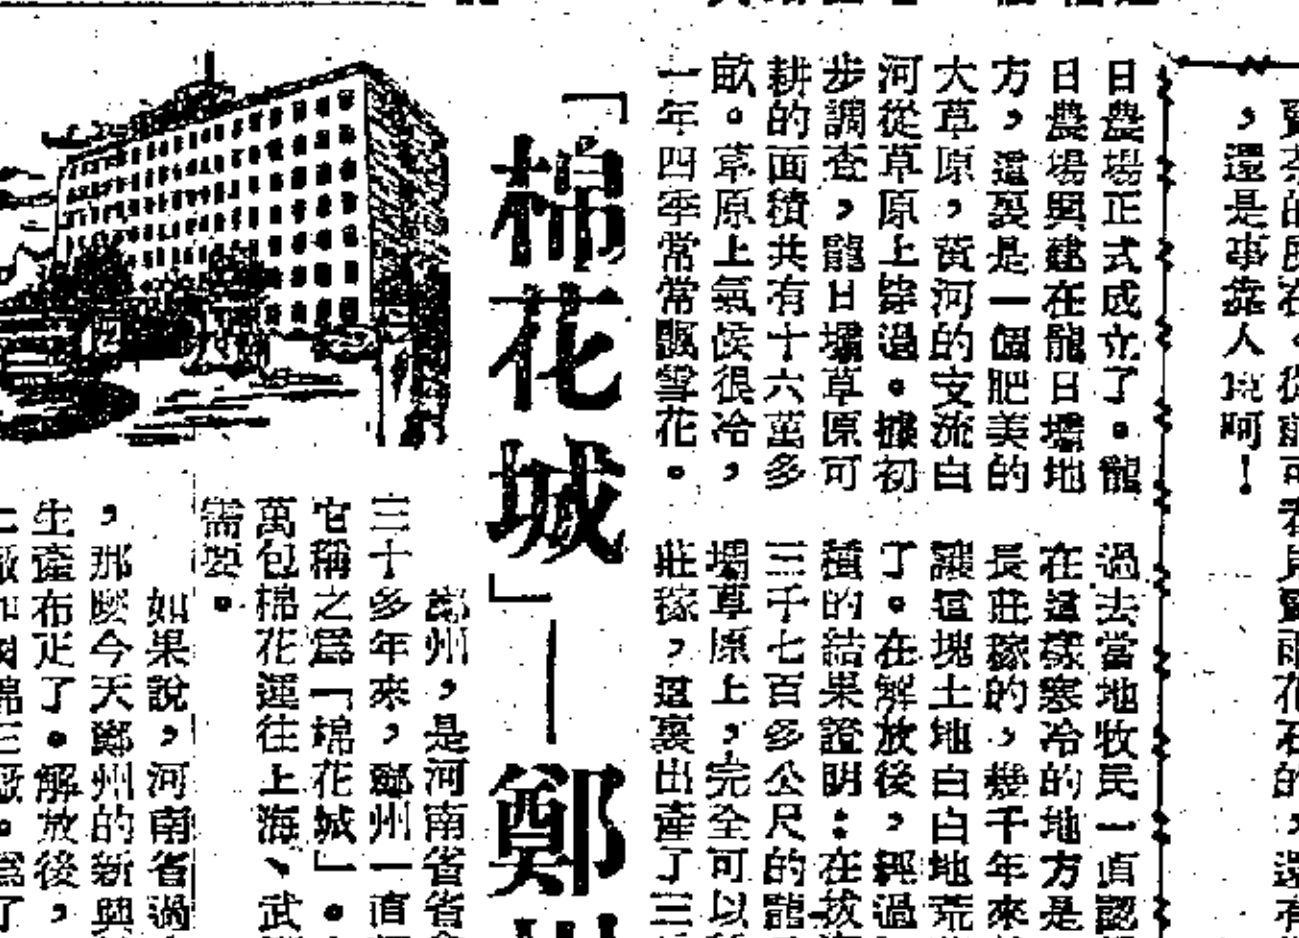 ，還是事靠人
啊！
日農場正式成立了。龍
日農場興建在龍日壩地
方，這裏是一個肥美的
大草原，黃河的支流白
河從草原上穿過。據初
步調查，龍日壩草原可
耕的面積共有十六萬多
畝。草原上氣候很冷，
一年四季常常飄雪花。
過去當地牧民一直認
在這樣寒冷的地方是
長莊稼的，幾千年來
讓這塊土地白白地荒
了。在解放後，經過
種的結果證明：在拔
三千七百多公尺的龍
壩草原上，完全可以
莊稼，這裏出產了三
「棉花城」—鄭
鄭州，是河南省省
三十多年來，鄭州一直
它稱之爲「棉花城」。
萬包棉花運往上海、武
需要。
如果說，河南省過
，那麼今天鄭州的新興
生產布疋了。解放後，